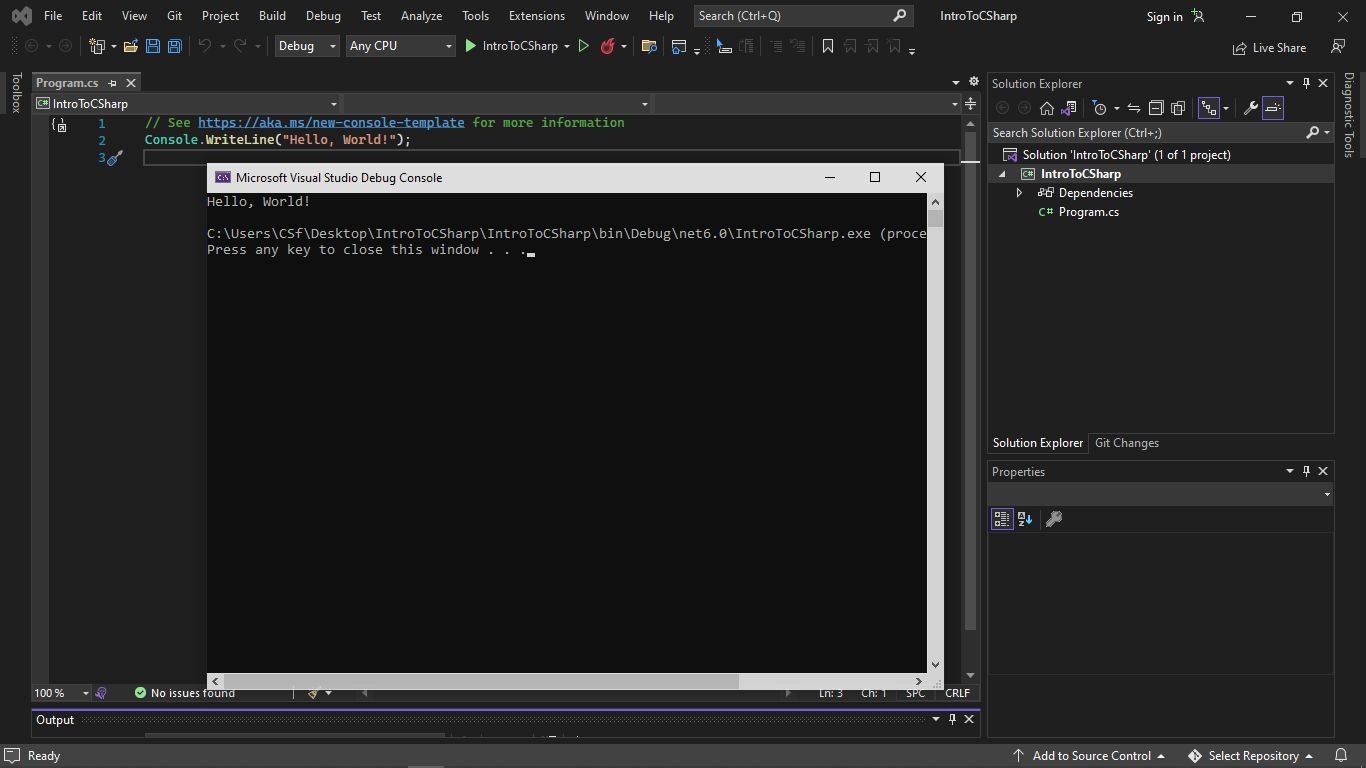 File Edit View Git Project Build Debug Test Analyze Tools Extensions Window Help Search (Ctrl+Q) IntroToCSharp Sign in
Debug Any CPU IntroToCSharp Live Share
Toolbox
Program.cs
C# IntroToCSharp
1 // See https://aka.ms/new-console-template for more information
2 Console.WriteLine("Hello, World!");
3
Microsoft Visual Studio Debug Console
Hello, World!
C:\Users\CSf\Desktop\IntroToCSharp\IntroToCSharp\bin\Debug\net6.0\IntroToCSharp.exe (proce
Press any key to close this window . . .
100 % No issues found Ln: 3 Ch: 1 SPC CRLF
Output
Solution Explorer
Search Solution Explorer (Ctrl+;)
Solution 'IntroToCSharp' (1 of 1 project)
C# IntroToCSharp
Dependencies
C# Program.cs
Solution Explorer Git Changes
Properties
Diagnostic Tools
Ready Add to Source Control Select Repository